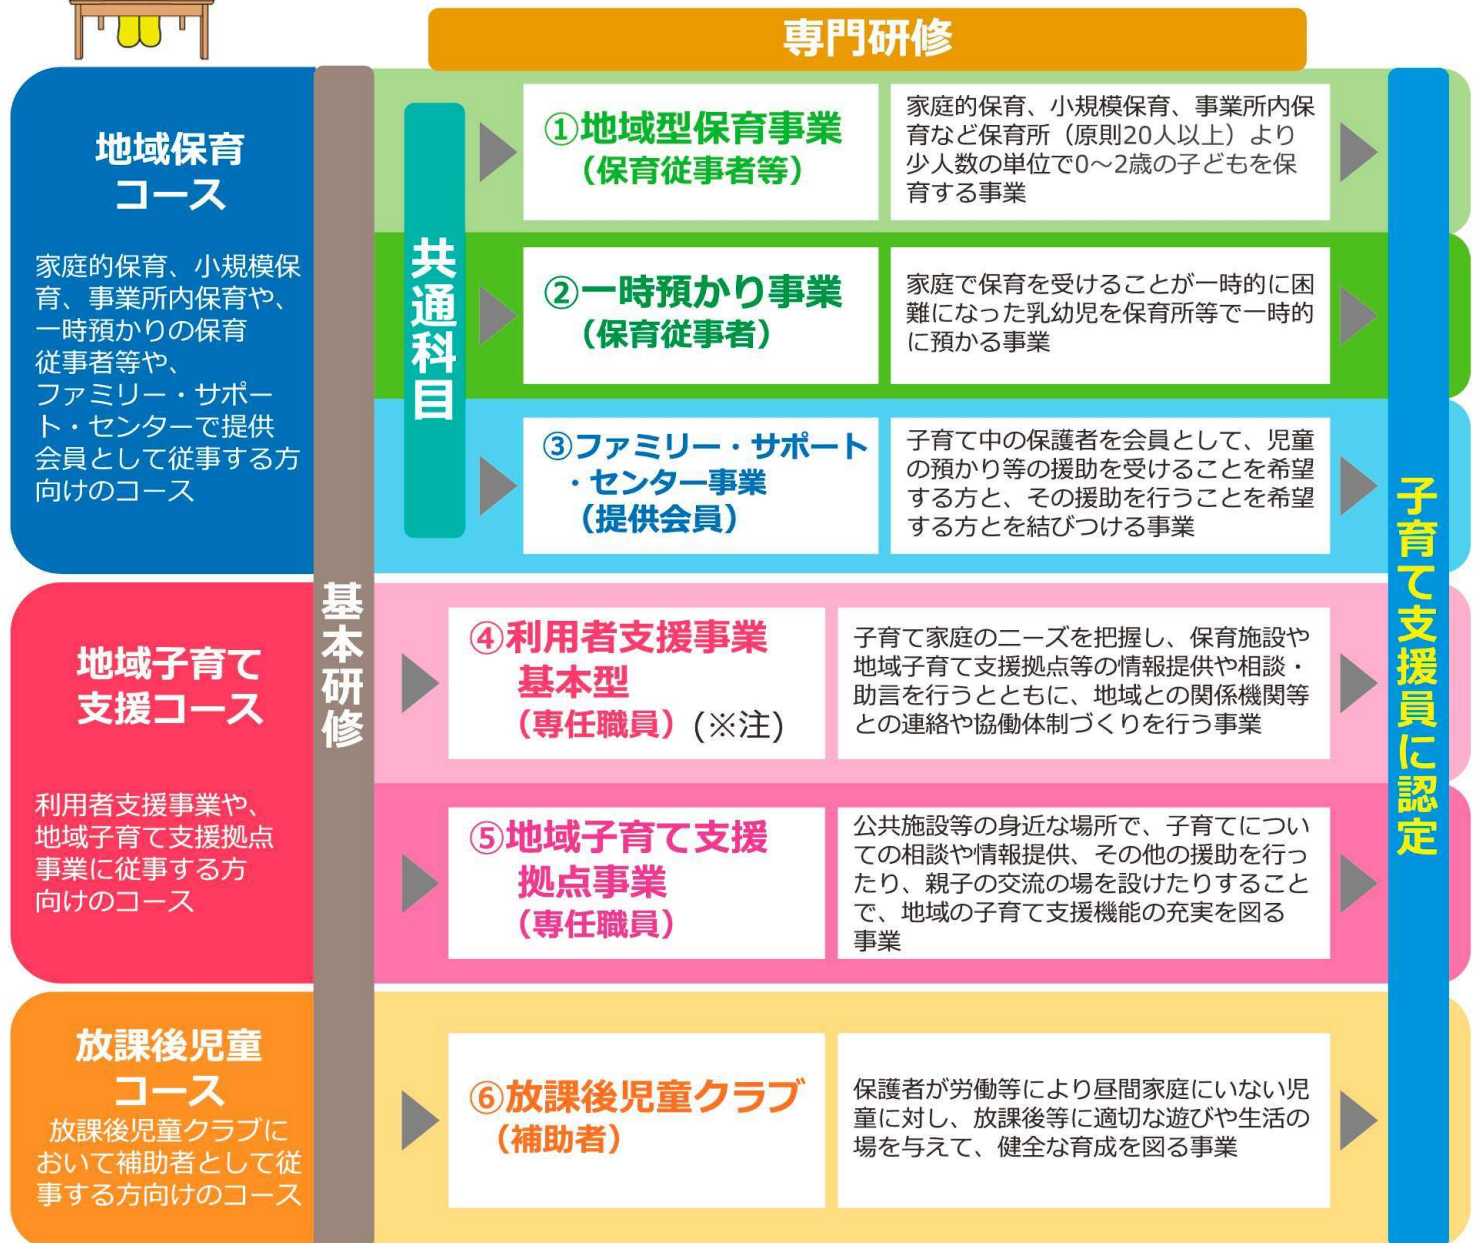 専門研修
地域保育
コース
家庭的保育、小規模保
育、事業所内保育や、
一時預かりの保育
従事者等や、
ファミリー・サポー
ト・センターで提供
会員として従事する方
向けのコース
基本研修
共通科目
①地域型保育事業
（保育従事者等）
家庭的保育、小規模保育、事業所内保
育など保育所（原則20人以上）より
少人数の単位で0～2歳の子どもを保
育する事業
②一時預かり事業
（保育従事者）
家庭で保育を受けることが一時的に困
難になった乳幼児を保育所等で一時的
に預かる事業
③ファミリー・サポート
・センター事業
（提供会員）
子育て中の保護者を会員として、児童
の預かり等の援助を受けることを希望
する方と、その援助を行うことを希望
する方とを結びつける事業
地域子育て
支援コース
利用者支援事業や、
地域子育て支援拠点
事業に従事する方
向けのコース
④利用者支援事業
基本型
（専任職員）(※注)
子育て家庭のニーズを把握し、保育施設や
地域子育て支援拠点等の情報提供や相談・
助言を行うとともに、地域との関係機関等
との連絡や協働体制づくりを行う事業
⑤地域子育て支援
拠点事業
（専任職員）
公共施設等の身近な場所で、子育てについ
ての相談や情報提供、その他の援助を行っ
たり、親子の交流の場を設けたりすること
で、地域の子育て支援機能の充実を図る
事業
放課後児童
コース
放課後児童クラブに
おいて補助者として従
事する方向けのコース
⑥放課後児童クラブ
（補助者）
保護者が労働等により昼間家庭にいない児
童に対し、放課後等に適切な遊びや生活の
場を与えて、健全な育成を図る事業
子育て支援員に認定